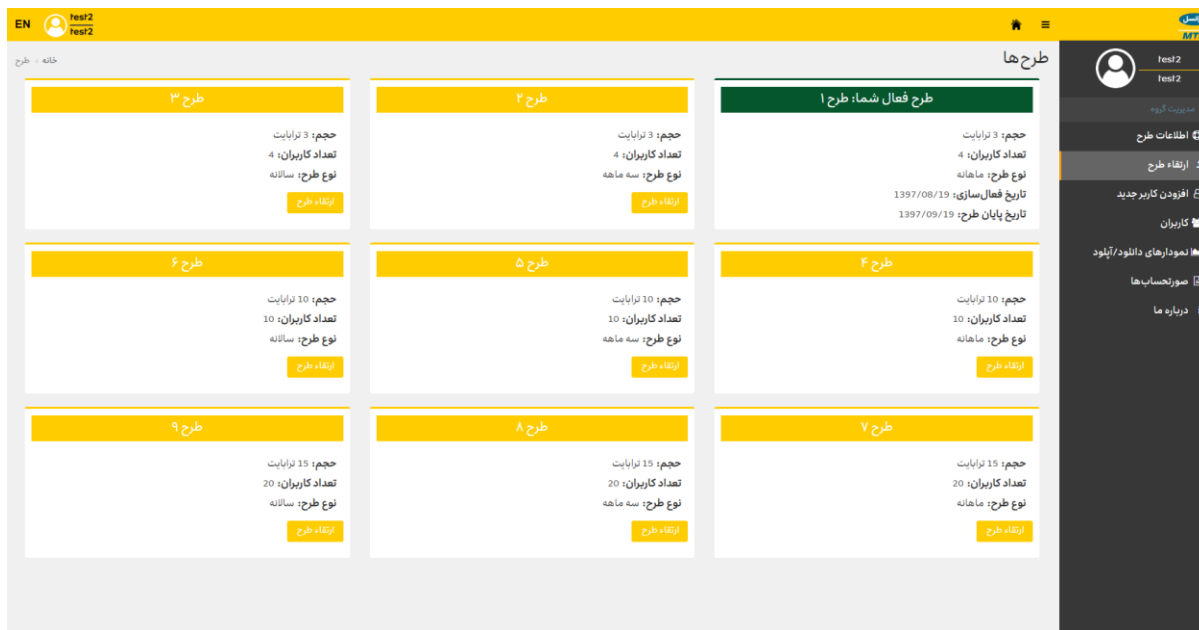 EN
test2
test2
ایرانسل
MT
test2
test2
مدیریت گروه
اطلاعات طرح
ارتقاء طرح
افزودن کاربر جدید
کاربران
نمودارهای دانلود/آپلود
صورتحساب‌ها
درباره ما
طرح‌ها
خانه > طرح
طرح فعال شما: طرح ۱
حجم: 3 ترابایت
تعداد کاربران: 4
نوع طرح: ماهانه
تاریخ فعال‌سازی: 1397/08/19
تاریخ پایان طرح: 1397/09/19
طرح ۲
حجم: 3 ترابایت
تعداد کاربران: 4
نوع طرح: سه ماهه
ارتقاء طرح
طرح ۳
حجم: 3 ترابایت
تعداد کاربران: 4
نوع طرح: سالانه
ارتقاء طرح
طرح ۴
حجم: 10 ترابایت
تعداد کاربران: 10
نوع طرح: ماهانه
ارتقاء طرح
طرح ۵
حجم: 10 ترابایت
تعداد کاربران: 10
نوع طرح: سه ماهه
ارتقاء طرح
طرح ۶
حجم: 10 ترابایت
تعداد کاربران: 10
نوع طرح: سالانه
ارتقاء طرح
طرح ۷
حجم: 15 ترابایت
تعداد کاربران: 20
نوع طرح: ماهانه
ارتقاء طرح
طرح ۸
حجم: 15 ترابایت
تعداد کاربران: 20
نوع طرح: سه ماهه
ارتقاء طرح
طرح ۹
حجم: 15 ترابایت
تعداد کاربران: 20
نوع طرح: سالانه
ارتقاء طرح